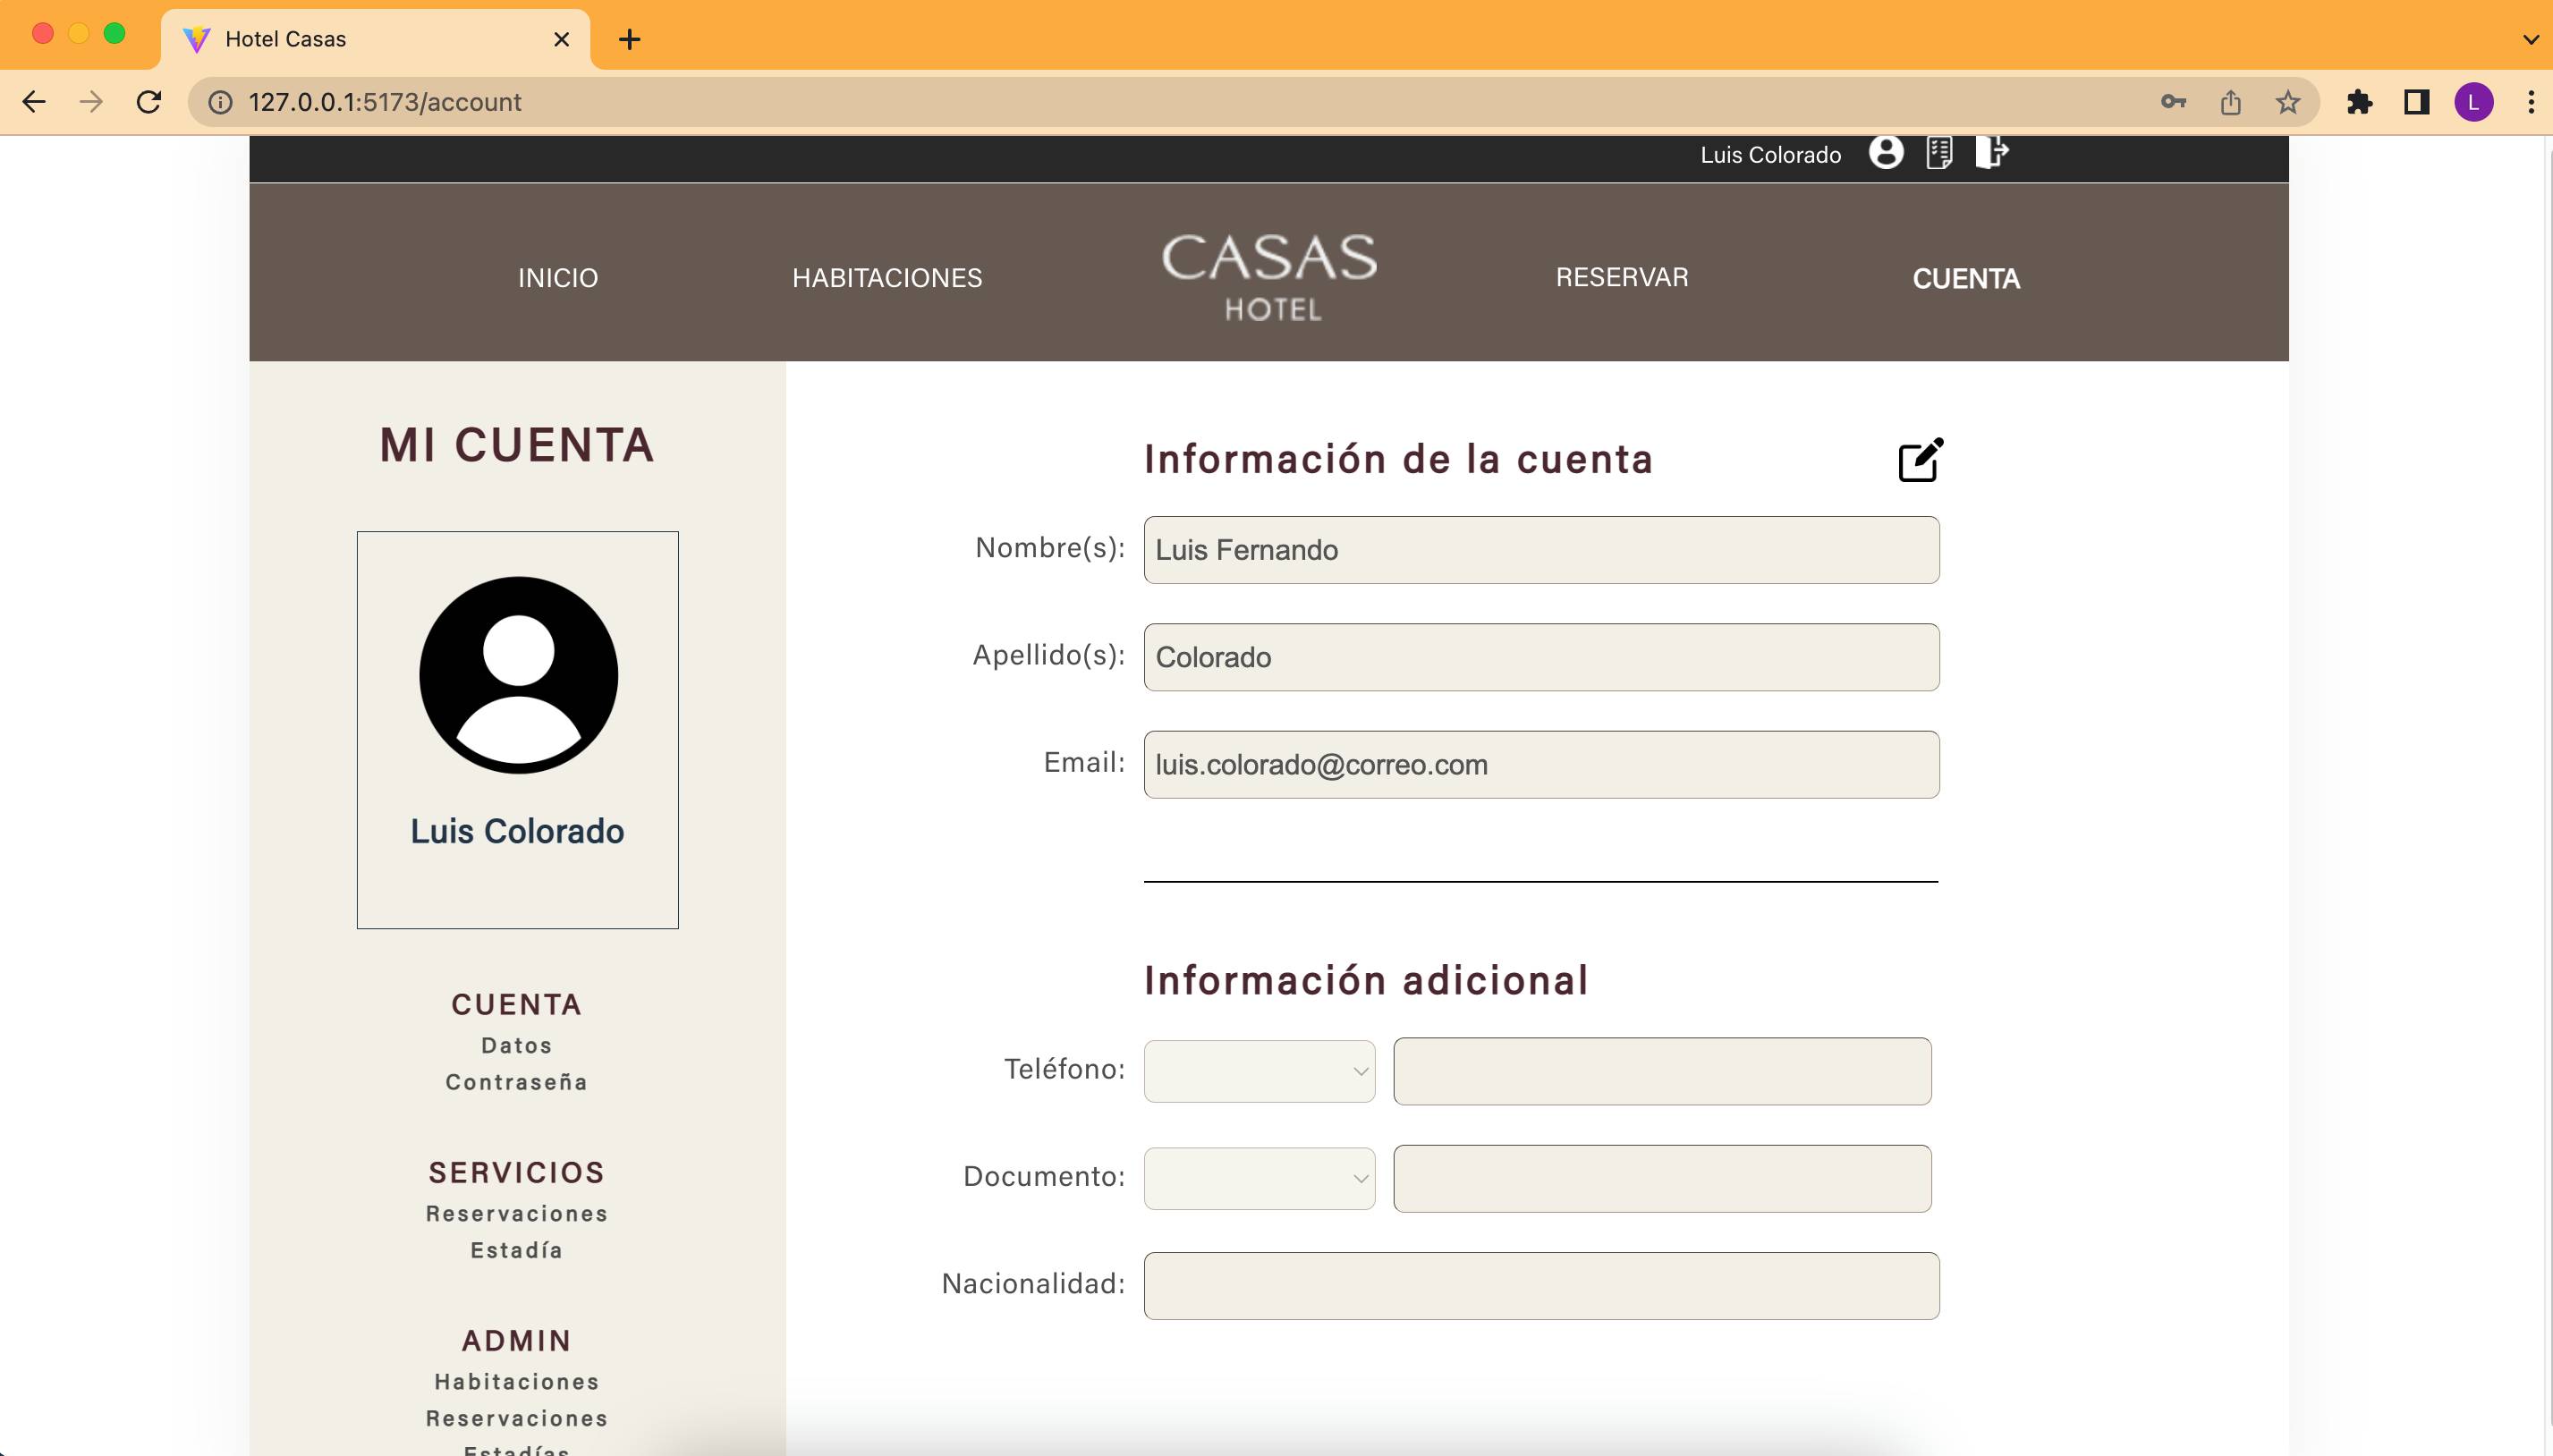 Hotel Casas
127.0.0.1:5173/account
L
Luis Colorado
INICIO
HABITACIONES
CASAS
HOTEL
RESERVAR
CUENTA
MI CUENTA
Luis Colorado
CUENTA
Datos
Contraseña
SERVICIOS
Reservaciones
Estadía
ADMIN
Habitaciones
Reservaciones
Estadías
Información de la cuenta
Nombre(s): Luis Fernando
Apellido(s): Colorado
Email: luis.colorado@correo.com
Información adicional
Teléfono:
Documento:
Nacionalidad: